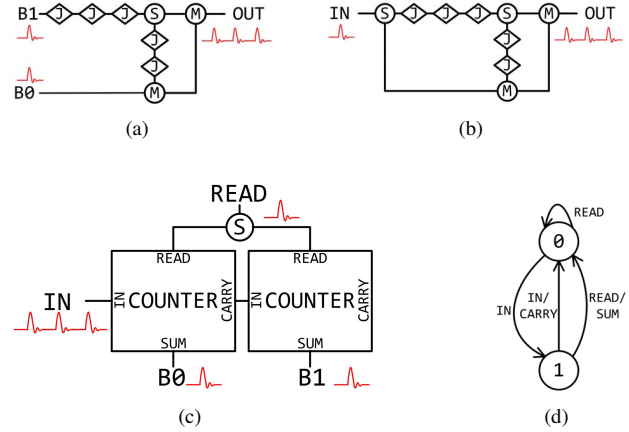 B1 J J J S M OUT
J
J
B0 M
(a)
IN S J J J S M OUT
J
J
M
(b)
READ
S
READ READ
IN IN COUNTER CARRY IN COUNTER CARRY
SUM SUM
B0 B1
(c)
READ
0
IN IN/ READ/
CARRY SUM
1
(d)